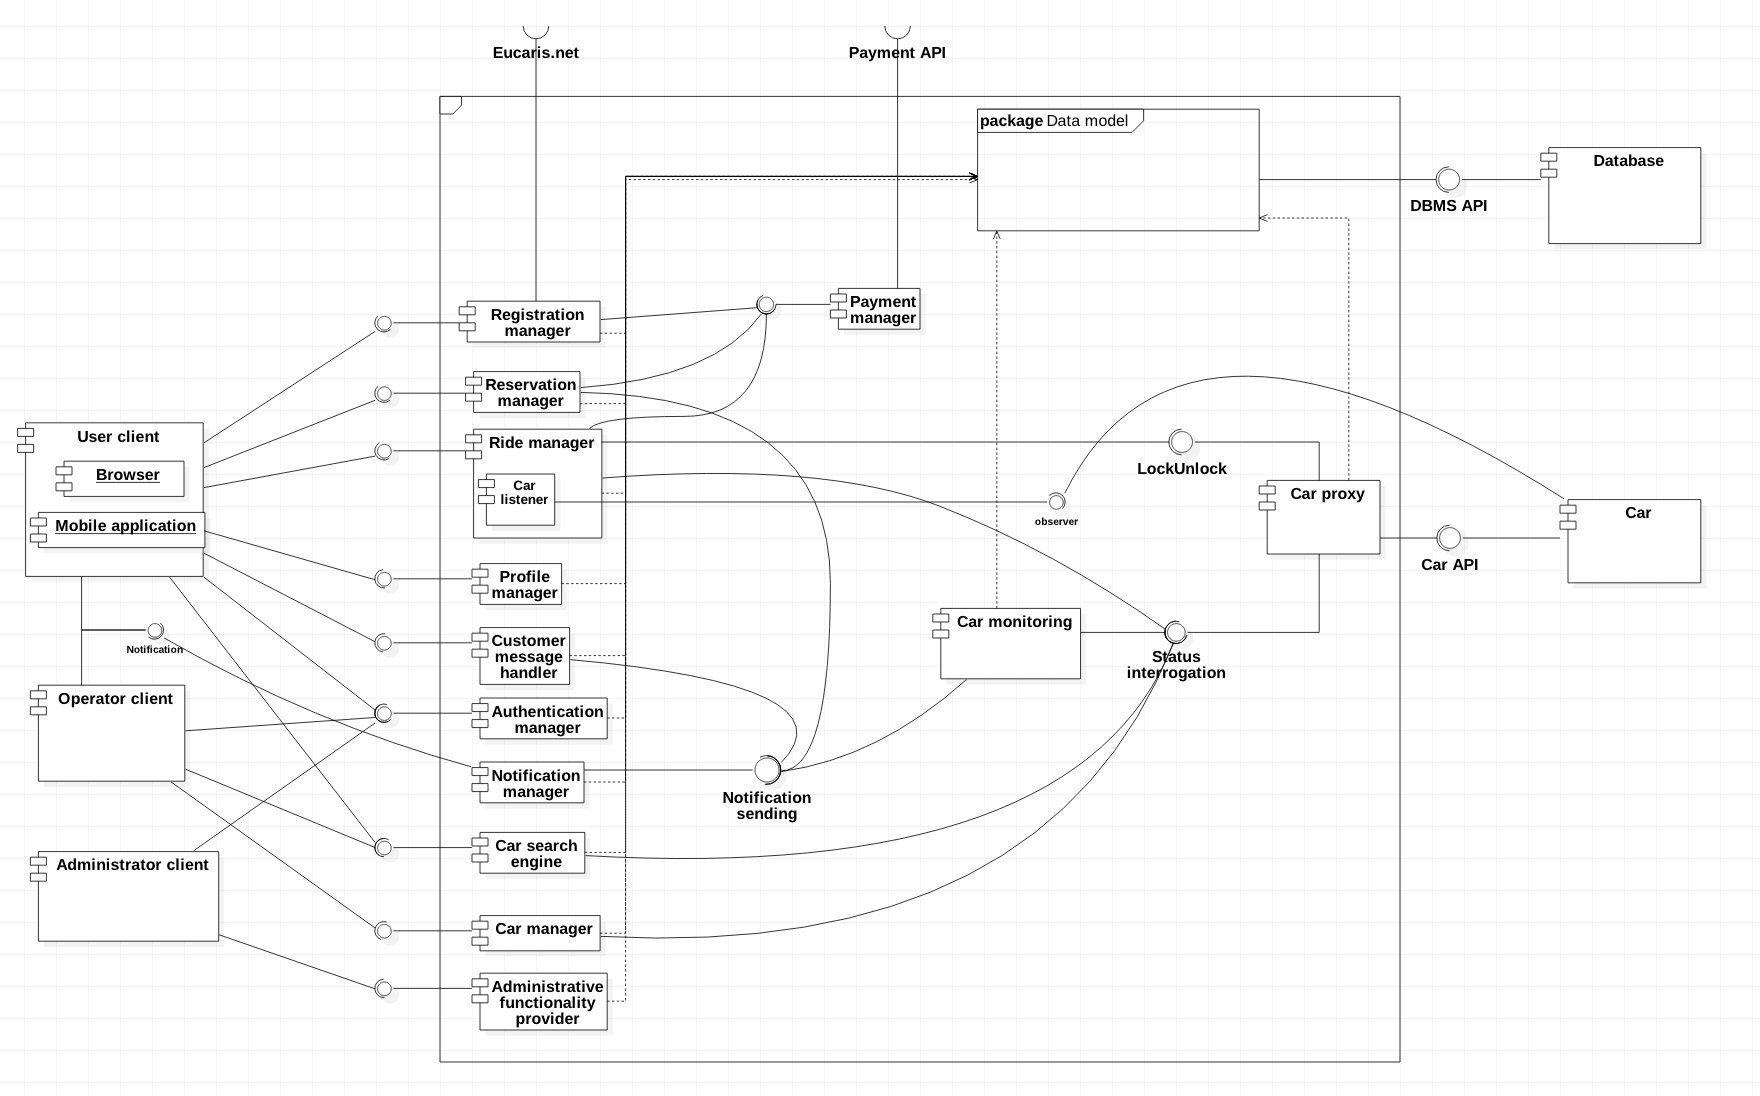 Eucaris.net
Payment API
package Data model
Database
DBMS API
Registration
manager
Payment
manager
Reservation
manager
User client
Browser
Mobile application
Ride manager
Car
listener
LockUnlock
observer
Car proxy
Car
Car API
Profile
manager
Notification
Customer
message
handler
Car monitoring
Status
interrogation
Operator client
Authentication
manager
Notification
manager
Notification
sending
Car search
engine
Administrator client
Car manager
Administrative
functionality
provider